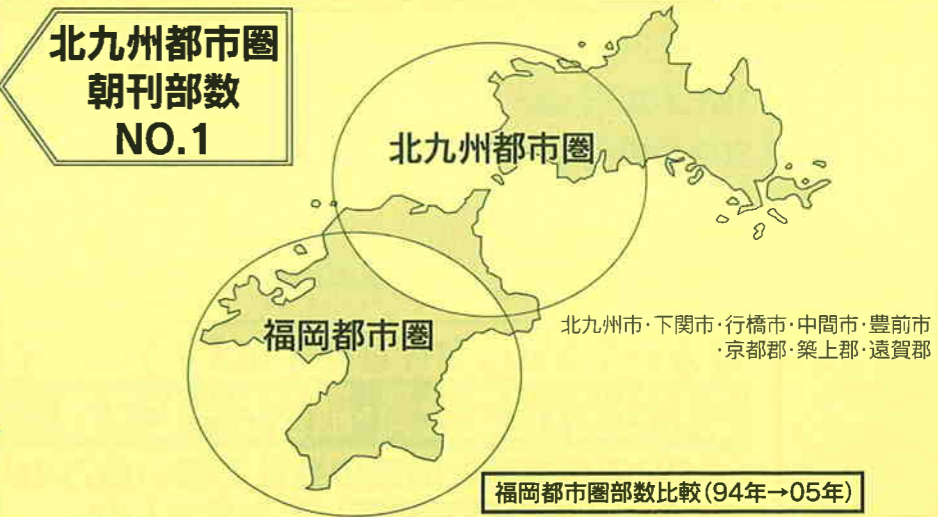 北九州都市圏
朝刊部数
NO.1
北九州都市圏
福岡都市圏
北九州市・下関市・行橋市・中間市・豊前市
・京都郡・築上郡・遠賀郡
福岡都市圏部数比較(94年→05年)